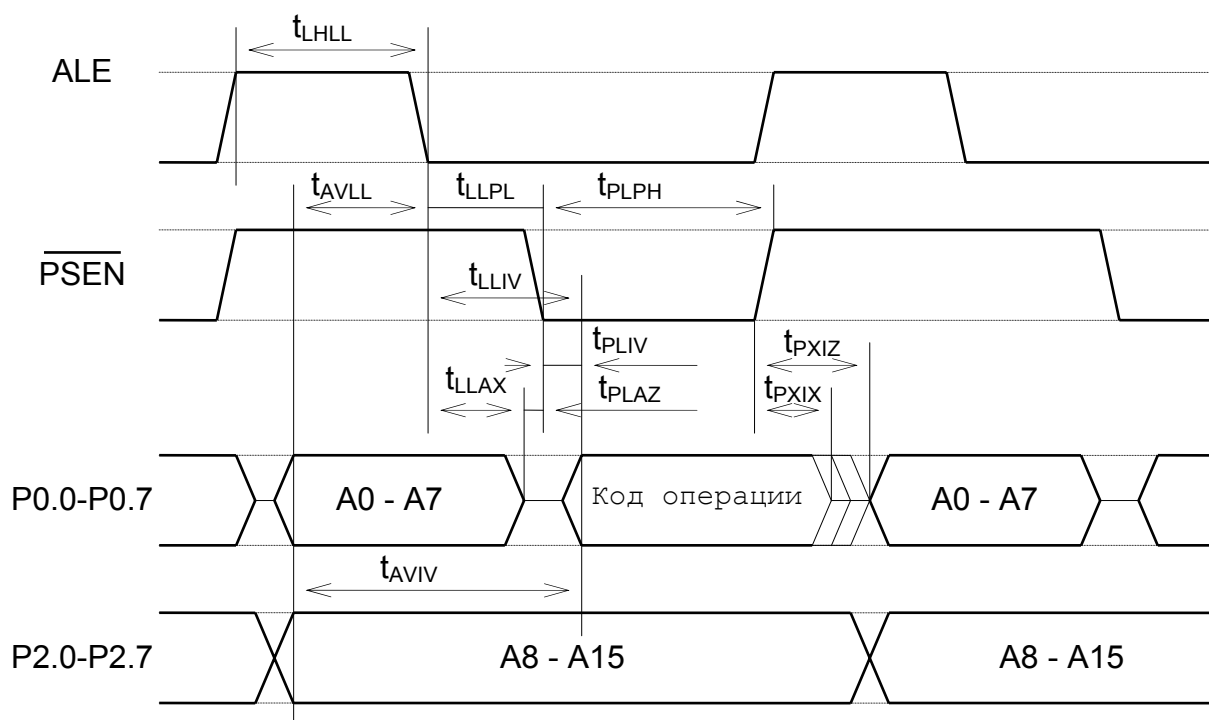 tLHLL
ALE
tAVLL tLLPL tPLPH
PSEN
tLLIV
tPLIV tPXIZ
tLLAX tPLAZ tPXIX
P0.0-P0.7 A0 - A7 Код операции A0 - A7
tAVIV
P2.0-P2.7 A8 - A15 A8 - A15